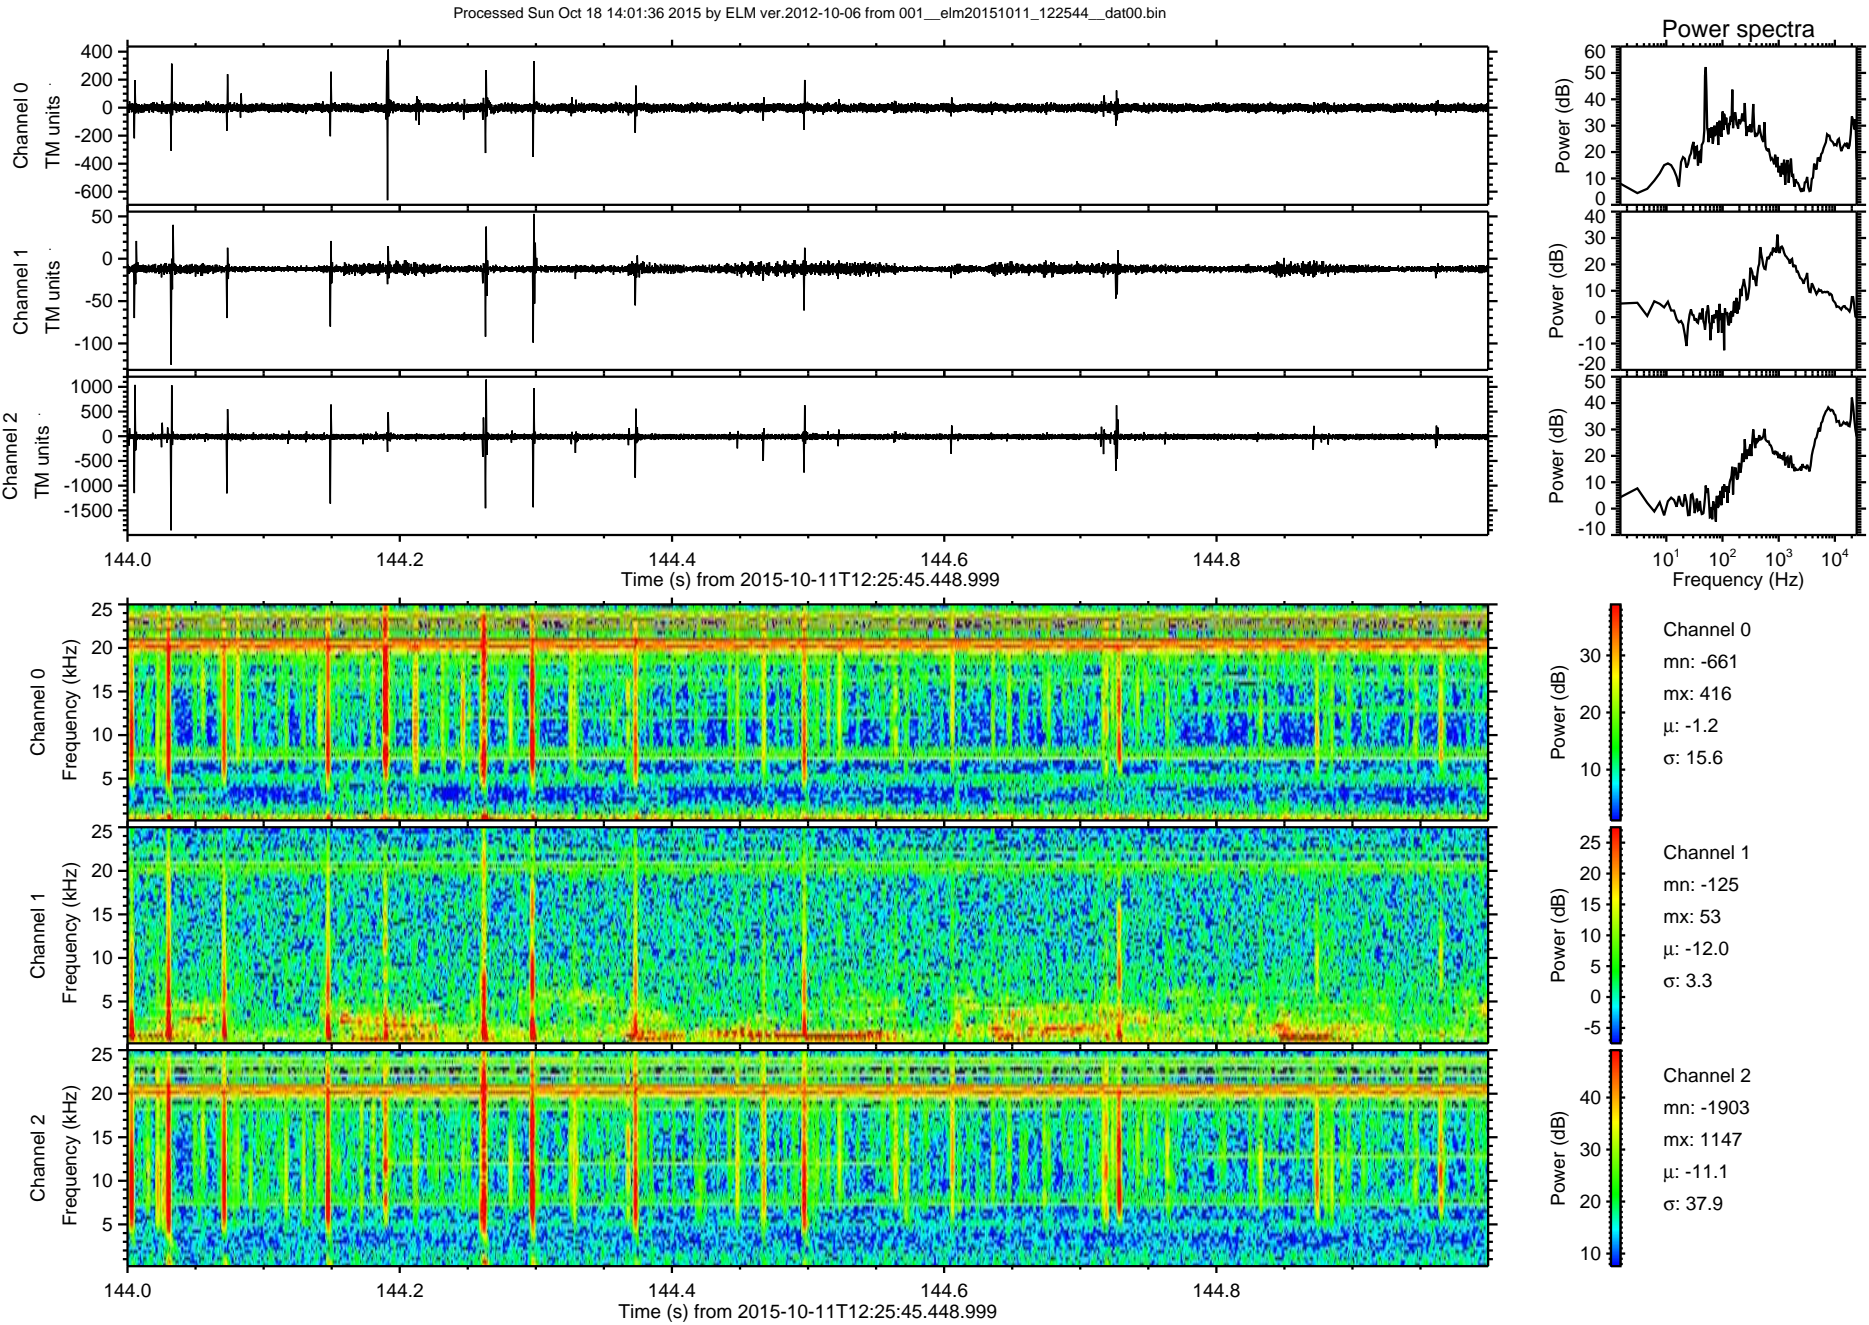 Processed Sun Oct 18 14:01:36 2015 by ELM ver.2012-10-06 from 001__elm20151011_122544__dat00.bin
Power spectra
Channel 0
TM units
400
200
0
-200
-400
-600
Power (dB)
60
50
40
30
20
10
0
Channel 1
TM units
50
0
-50
-100
Power (dB)
40
30
20
10
0
-10
-20
Channel 2
TM units
1000
500
0
-500
-1000
-1500
Power (dB)
50
40
30
20
10
0
-10
144.0 144.2 144.4 144.6 144.8
Time (s) from 2015-10-11T12:25:45.448.999
10^1 10^2 10^3 10^4
Frequency (Hz)
Channel 0
Frequency (kHz)
25
20
15
10
5
Power (dB)
30
20
10
Channel 0
mn: -661
mx: 416
μ: -1.2
σ: 15.6
Channel 1
Frequency (kHz)
25
20
15
10
5
Power (dB)
25
20
15
10
5
0
-5
Channel 1
mn: -125
mx: 53
μ: -12.0
σ: 3.3
Channel 2
Frequency (kHz)
25
20
15
10
5
Power (dB)
40
30
20
10
Channel 2
mn: -1903
mx: 1147
μ: -11.1
σ: 37.9
144.0 144.2 144.4 144.6 144.8
Time (s) from 2015-10-11T12:25:45.448.999